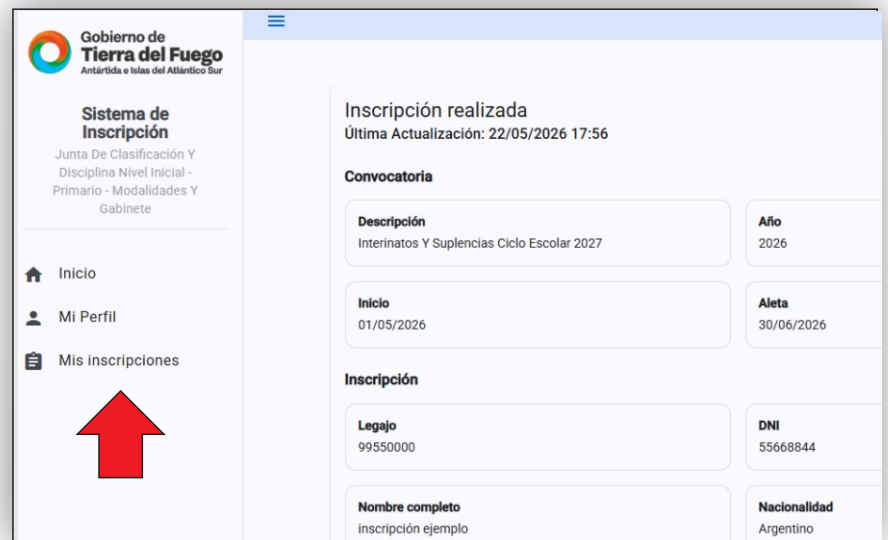 Gobierno de
Tierra del Fuego
Antártida e Islas del Atlántico Sur
Sistema de
Inscripción
Junta De Clasificación Y
Disciplina Nivel Inicial -
Primario - Modalidades Y
Gabinete
Inicio
Mi Perfil
Mis inscripciones
Inscripción realizada
Última Actualización: 22/05/2026 17:56
Convocatoria
Descripción
Interinatos Y Suplencias Ciclo Escolar 2027
Año
2026
Inicio
01/05/2026
Aleta
30/06/2026
Inscripción
Legajo
99550000
DNI
55668844
Nombre completo
inscripción ejemplo
Nacionalidad
Argentino